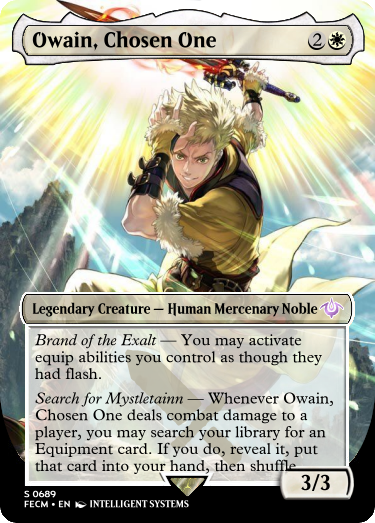 Owain, Chosen One 2
Legendary Creature — Human Mercenary Noble
Brand of the Exalt — You may activate
equip abilities you control as though they
had flash.
Search for Mystletainn — Whenever Owain,
Chosen One deals combat damage to a
player, you may search your library for an
Equipment card. If you do, reveal it, put
that card into your hand, then shuffle.
3/3
S 0689
FECM • EN INTELLIGENT SYSTEMS